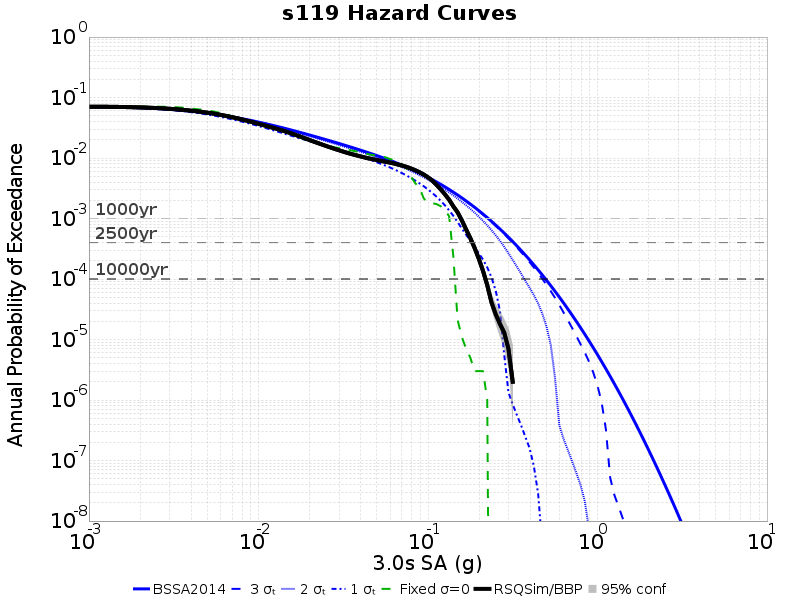 s119 Hazard Curves
Annual Probability of Exceedance
10^0
10^-1
10^-2
10^-3
10^-4
10^-5
10^-6
10^-7
10^-8
1000yr
2500yr
10000yr
10^-3 10^-2 10^-1 10^0 10^1
3.0s SA (g)
BSSA2014 3 σₜ 2 σₜ 1 σₜ Fixed σ=0 RSQSim/BBP 95% conf